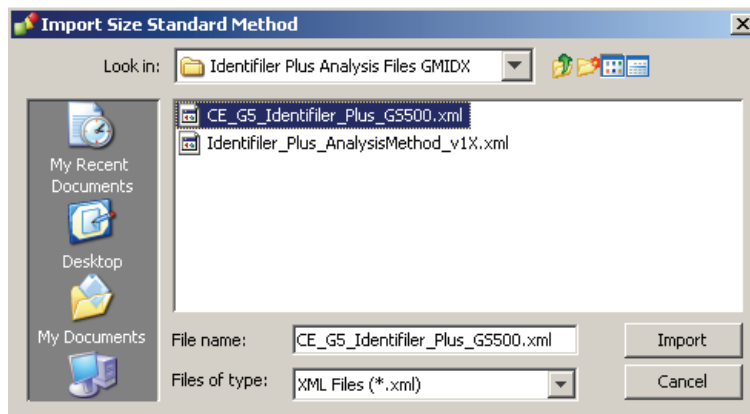 Import Size Standard Method
Look in: Identifiler Plus Analysis Files GMIDX
CE_G5_Identifiler_Plus_GS500.xml
Identifiler_Plus_AnalysisMethod_v1X.xml
My Recent
Documents
Desktop
My Documents
File name: CE_G5_Identifiler_Plus_GS500.xml Import
Files of type: XML Files (*.xml) Cancel